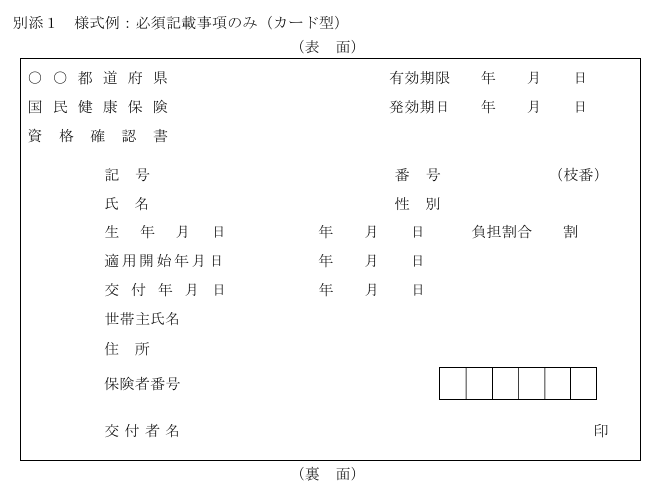 別添１　様式例：必須記載事項のみ（カード型）
（表　面）
○○都道府県　有効期限　年　月　日
国民健康保険　発効期日　年　月　日
資格確認書
記号　番号　（枝番）
氏名　性別
生年月日　年　月　日　負担割合　割
適用開始年月日　年　月　日
交付年月日　年　月　日
世帯主氏名
住所
保険者番号
交付者名　印
（裏　面）